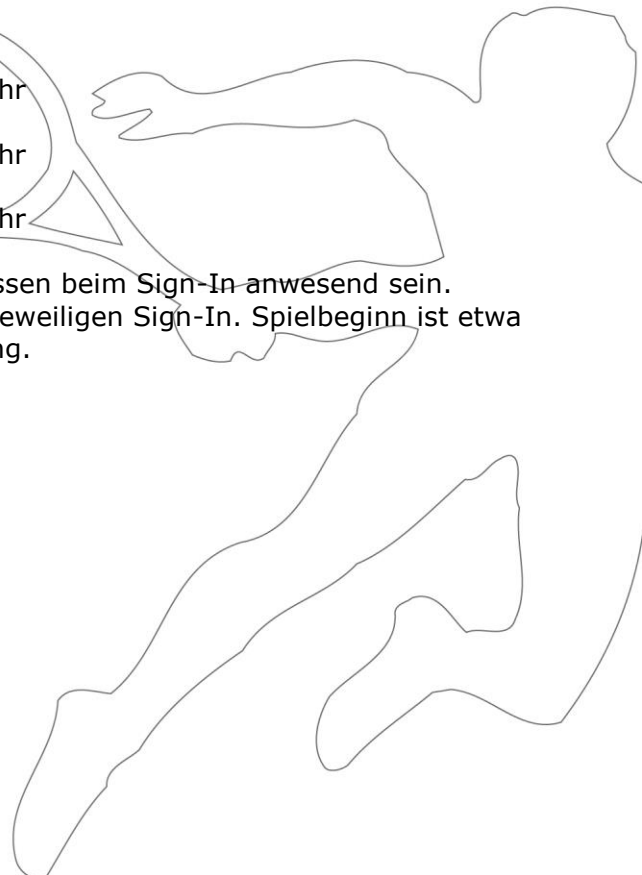 hr
hr
hr
ssen beim Sign-In anwesend sein.
eweiligen Sign-In. Spielbeginn ist etwa
ng.